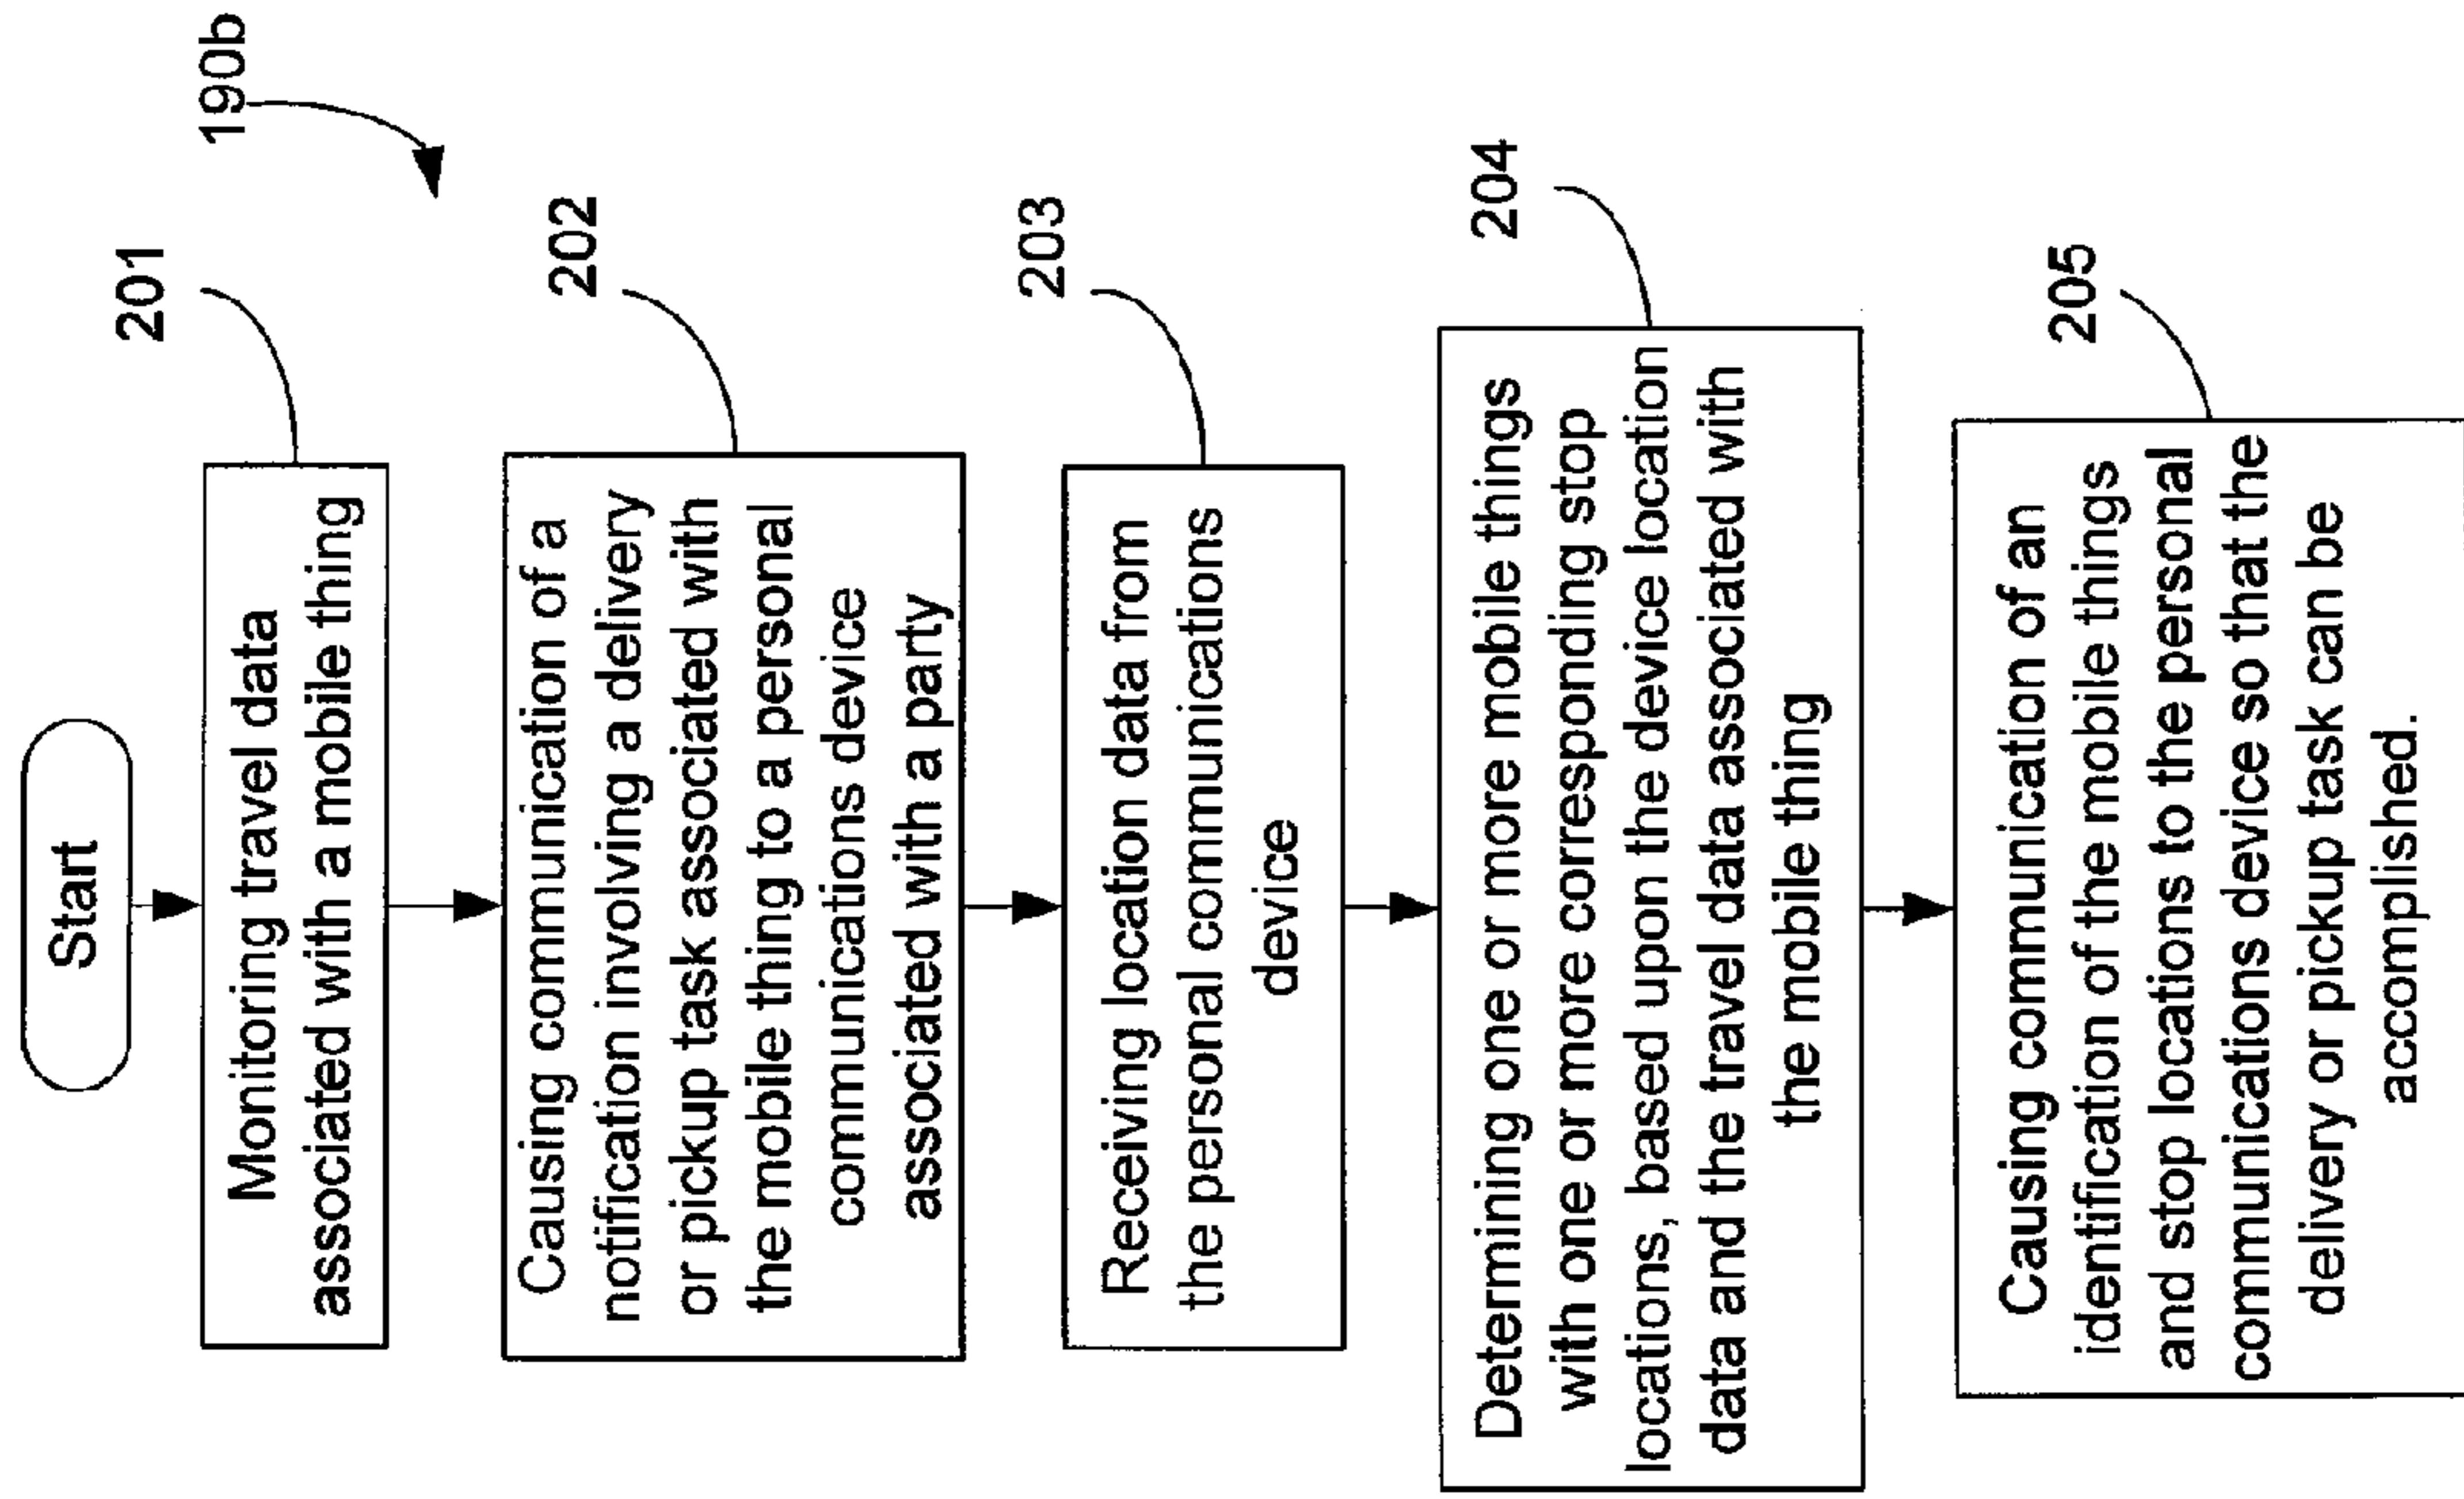 Start
190b
201
Monitoring travel data
associated with a mobile thing
202
Causing communication of a
notification involving a delivery
or pickup task associated with
the mobile thing to a personal
communications device
associated with a party
203
Receiving location data from
the personal communications
device
204
Determining one or more mobile things
with one or more corresponding stop
locations, based upon the device location
data and the travel data associated with
the mobile thing
205
Causing communication of an
identification of the mobile things
and stop locations to the personal
communications device so that the
delivery or pickup task can be
accomplished.